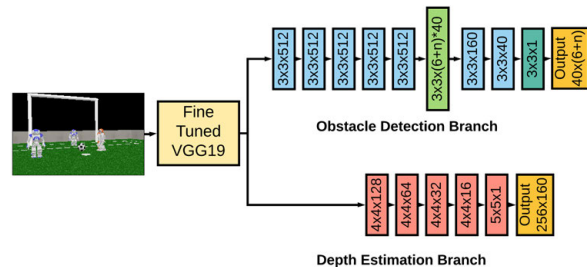 Fine
Tuned
VGG19
3x3x512
3x3x512
3x3x512
3x3x512
3x3x512
3x3x(6+n)*40
3x3x160
3x3x40
3x3x1
Output
40x(6+n)
Obstacle Detection Branch
4x4x128
4x4x64
4x4x32
4x4x16
5x5x1
Output
256x160
Depth Estimation Branch